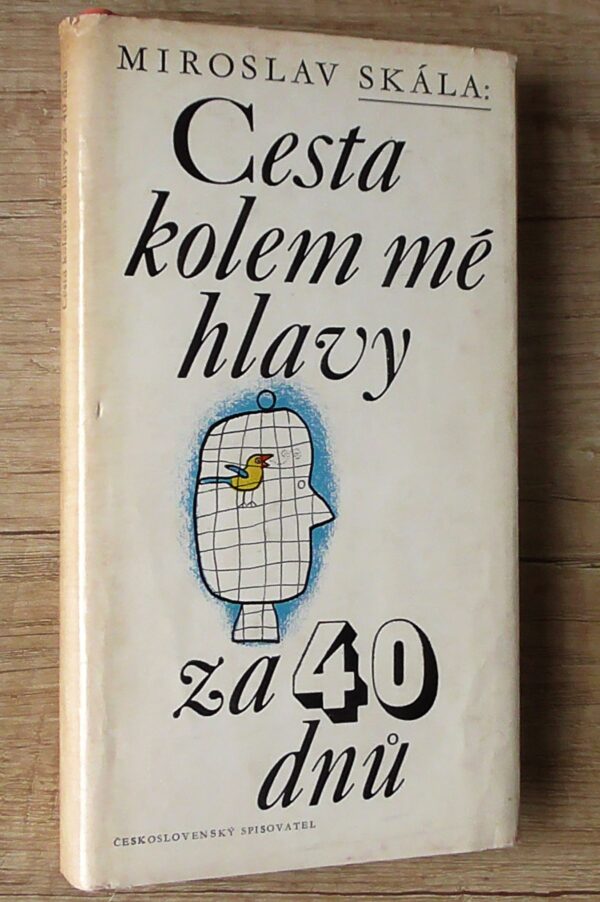 MIROSLAV SKÁLA:
Cesta
kolem mé
hlavy
za 40
dnů
ČESKOSLOVENSKÝ SPISOVATEL